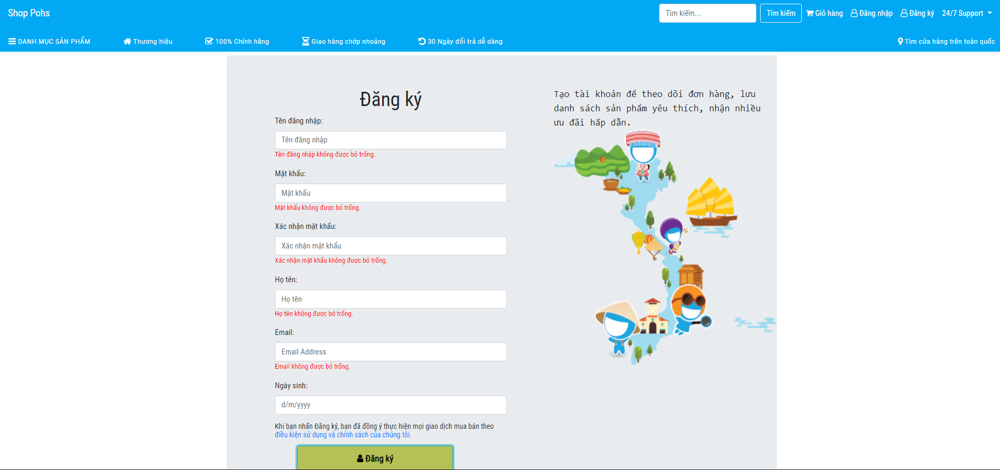 Shop Pohs
Tìm kiếm...
Tìm kiếm
Giỏ hàng
Đăng nhập
Đăng ký
24/7 Support
DANH MỤC SẢN PHẨM
Thương hiệu
100% Chính hãng
Giao hàng chớp nhoáng
30 Ngày đổi trả dễ dàng
Tìm cửa hàng trên toàn quốc
Đăng ký
Tên đăng nhập:
Tên đăng nhập
Tên đăng nhập không được bỏ trống.
Mật khẩu:
Mật khẩu
Mật khẩu không được bỏ trống.
Xác nhận mật khẩu:
Xác nhận mật khẩu
Xác nhận mật khẩu không được bỏ trống.
Họ tên:
Họ tên
Họ tên không được bỏ trống.
Email:
Email Address
Email không được bỏ trống.
Ngày sinh:
d/m/yyyy
Khi bạn nhấn Đăng ký, bạn đã đồng ý thực hiện mọi giao dịch mua bán theo
điều kiện sử dụng và chính sách của chúng tôi.
Đăng ký
Tạo tài khoản để theo dõi đơn hàng, lưu
danh sách sản phẩm yêu thích, nhận nhiều
ưu đãi hấp dẫn.